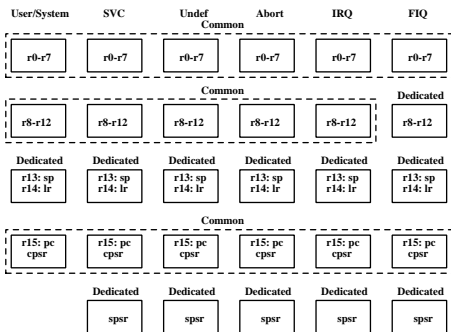 User/System SVC Undef Abort IRQ FIQ
Common
r0-r7 r0-r7 r0-r7 r0-r7 r0-r7 r0-r7
Common Dedicated
r8-r12 r8-r12 r8-r12 r8-r12 r8-r12 r8-r12
Dedicated Dedicated Dedicated Dedicated Dedicated Dedicated
r13: sp r13: sp r13: sp r13: sp r13: sp r13: sp
r14: lr r14: lr r14: lr r14: lr r14: lr r14: lr
Common
r15: pc r15: pc r15: pc r15: pc r15: pc r15: pc
cpsr cpsr cpsr cpsr cpsr cpsr
Dedicated Dedicated Dedicated Dedicated Dedicated
spsr spsr spsr spsr spsr